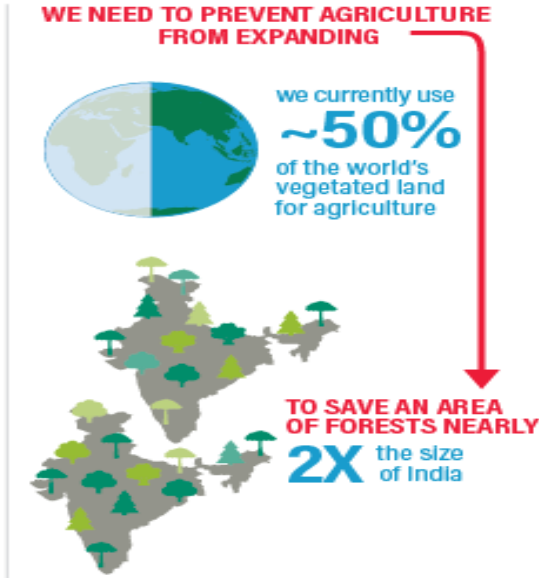 WE NEED TO PREVENT AGRICULTURE
FROM EXPANDING
we currently use
~50%
of the world's
vegetated land
for agriculture
TO SAVE AN AREA
OF FORESTS NEARLY
2X the size
of India